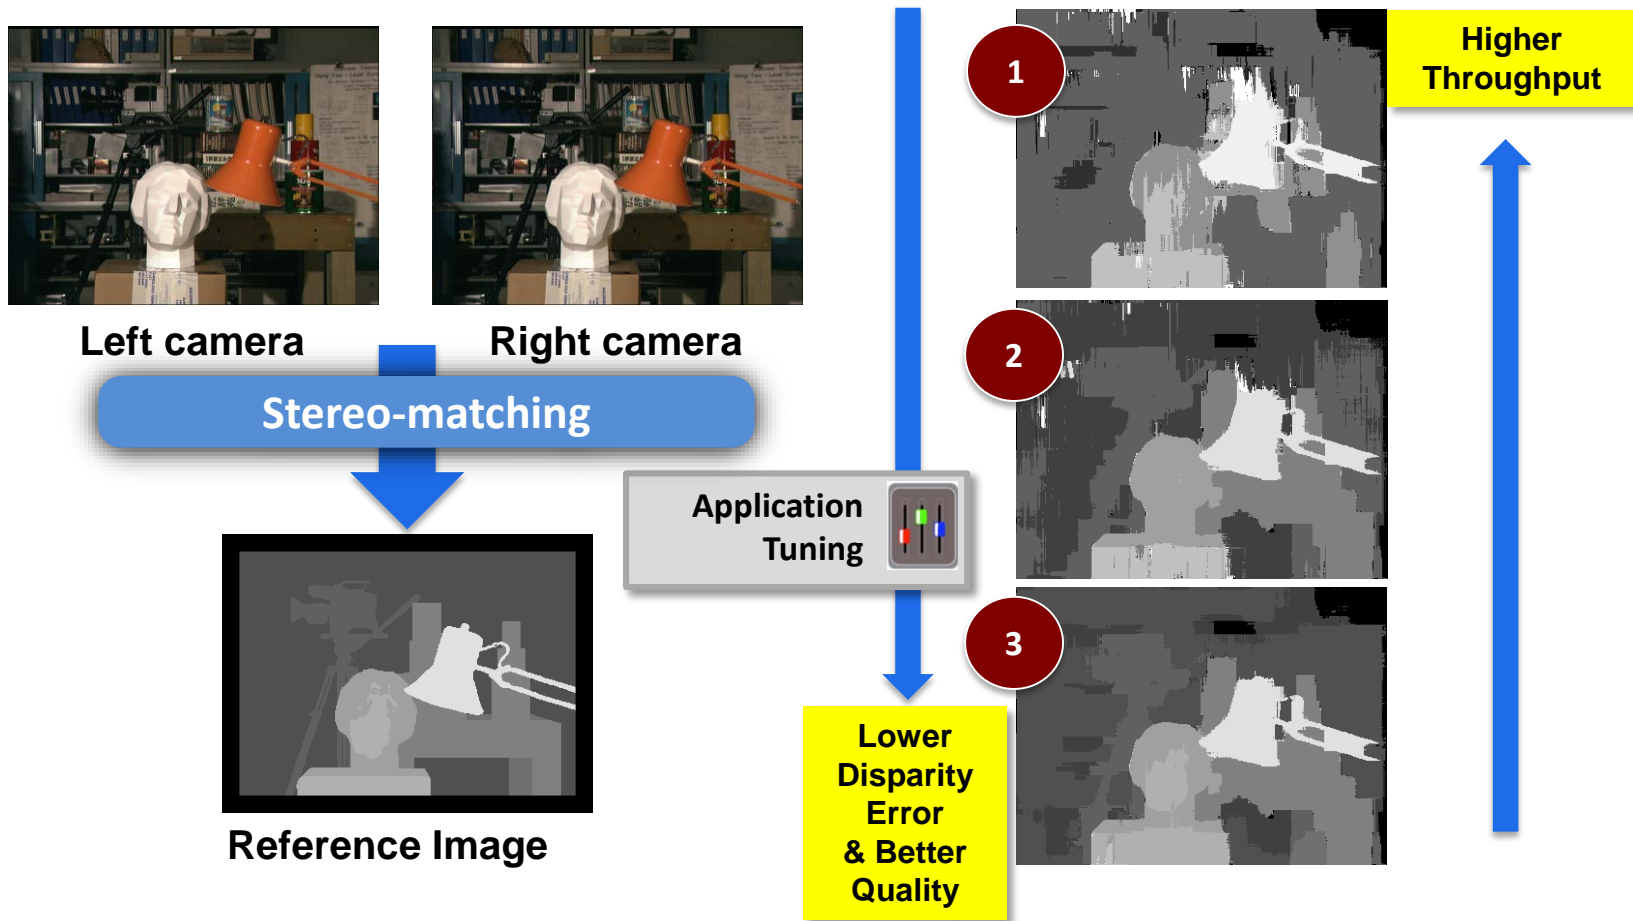 Left camera
Right camera
Stereo-matching
Reference Image
Application
Tuning
Lower
Disparity
Error
& Better
Quality
1
2
3
Higher
Throughput